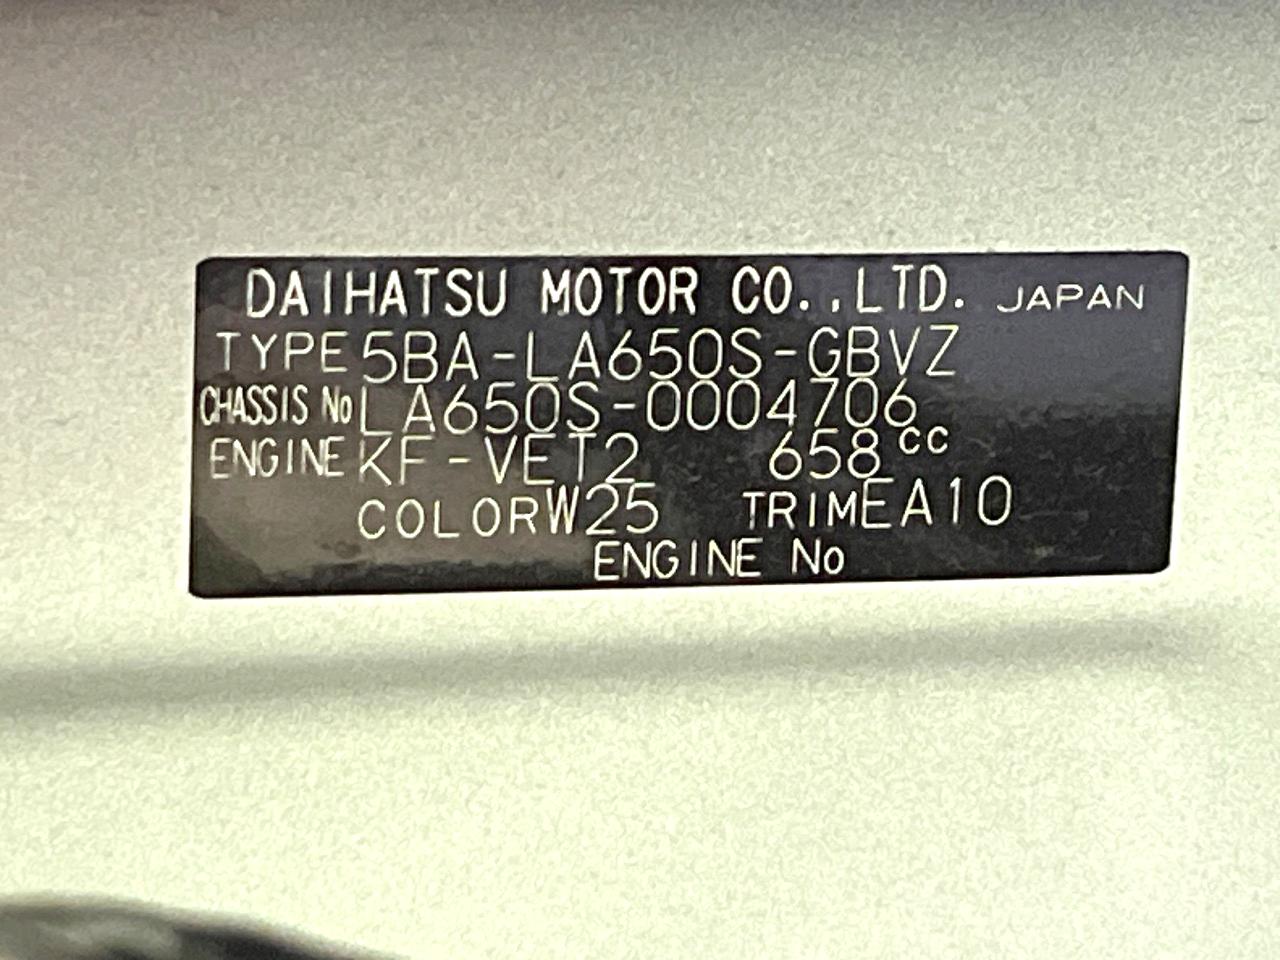 DAIHATSU MOTOR CO.,LTD. JAPAN
TYPE 5BA-LA650S-GBVZ
CHASSIS No LA650S-0004706
ENGINE KF-VET2 658cc
COLOR W25 TRIM EA10
ENGINE No